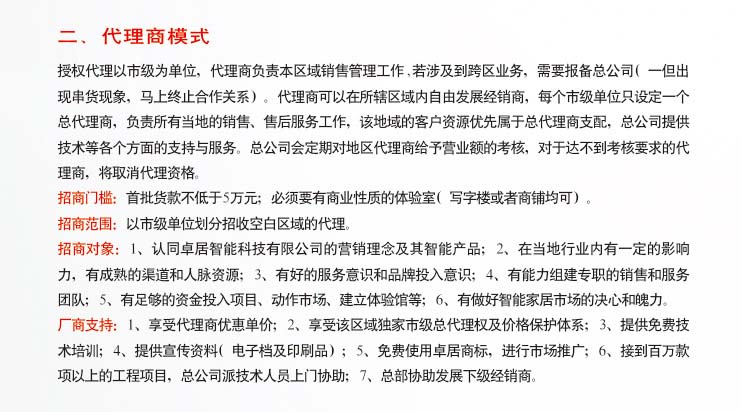 二、代理商模式
授权代理以市级为单位，代理商负责本区域销售管理工作,若涉及到跨区业务，需要报备总公司( 一但出
现串货现象，马上终止合作关系) 。代理商可以在所辖区域内自由发展经销商，每个市级单位只设定一个
总代理商，负责所有当地的销售、售后服务工作，该地域的客户资源优先属于总代理商支配，总公司提供
技术等各个方面的支持与服务。总公司会定期对地区代理商给予营业额的考核，对于达不到考核要求的代
理商，将取消代理资格。
招商门槛：首批货款不低于5万元；必须要有商业性质的体验室( 写字楼或者商铺均可) 。
招商范围：以市级单位划分招收空白区域的代理。
招商对象：1、认同卓居智能科技有限公司的营销理念及其智能产品；2、在当地行业内有一定的影响
力，有成熟的渠道和人脉资源；3、有好的服务意识和品牌投入意识；4、有能力组建专职的销售和服务
团队；5、有足够的资金投入项目、动作市场、建立体验馆等；6、有做好智能家居市场的决心和魄力。
厂商支持：1、享受代理商优惠单价；2、享受该区域独家市级总代理权及价格保护体系；3、提供免费技
术培训；4、提供宣传资料( 电子档及印刷品) ；5、免费使用卓居商标，进行市场推广；6、接到百万款
项以上的工程项目，总公司派技术人员上门协助；7、总部协助发展下级经销商。